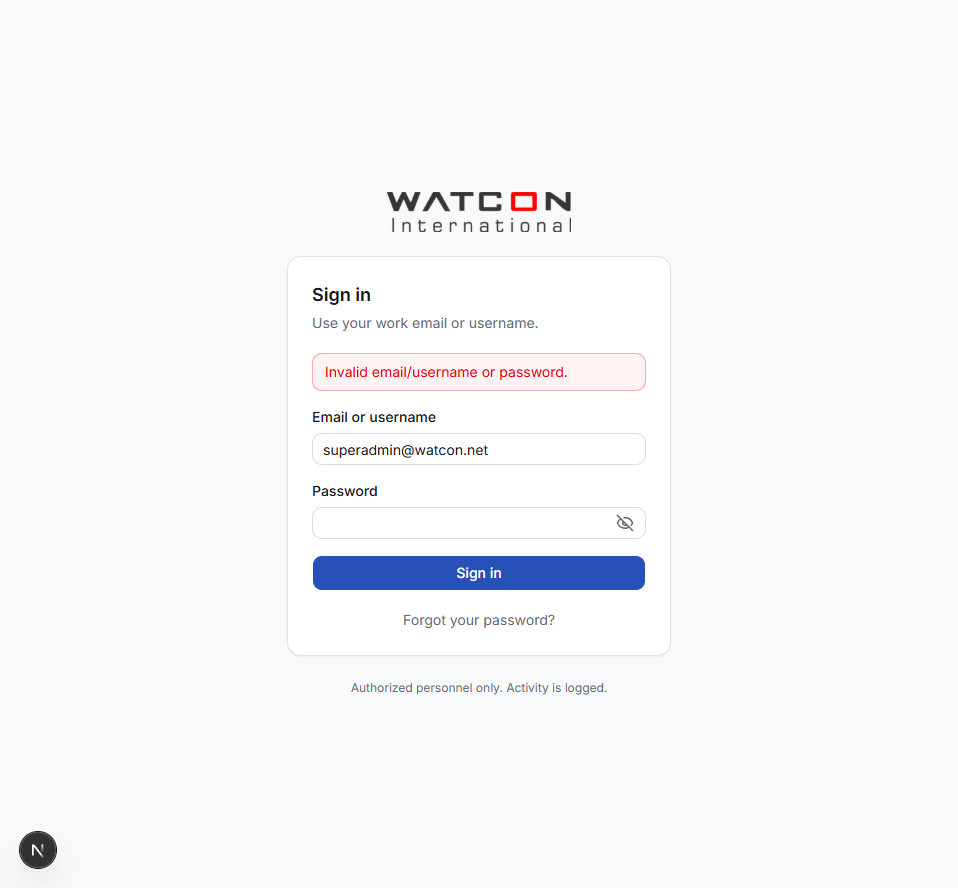 WATCON
International
Sign in
Use your work email or username.
Invalid email/username or password.
Email or username
superadmin@watcon.net
Password
Sign in
Forgot your password?
Authorized personnel only. Activity is logged.
N